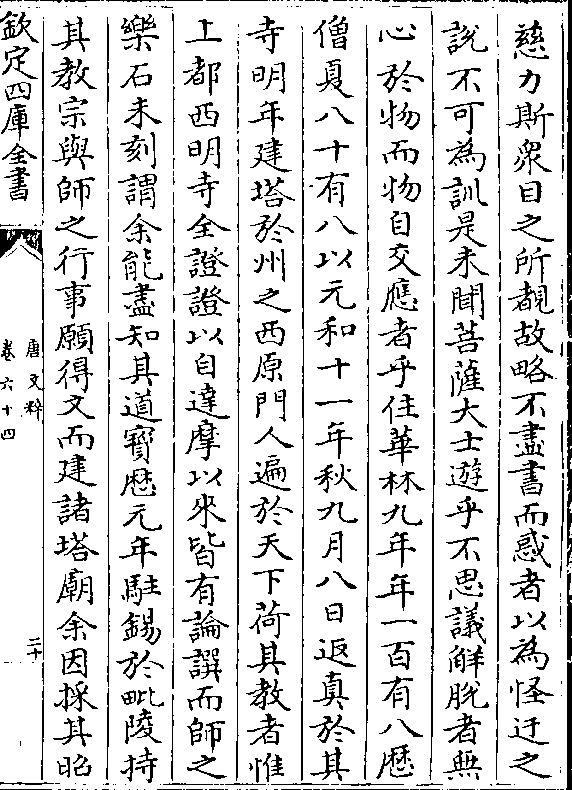 慈力斯衆目之所覩故略不盡書而惑者以為怪迂之
說不可為訓是未聞菩薩大士遊乎不思議解脱者無
心於物而物自交應者乎住華林九年年一百有八歷
僧夏八十有八以元和十一年秋九月八日返真於其
寺明年建塔於州之西原門人遍於天下荷其教者惟
上都西明寺全證證以自達摩以來皆有論譔而師之
樂石未刻謂余能盡知其道寳歴元年駐錫於毗陵持
其教宗與師之行事願得文而建諸塔廟余因採其昭
欽定四庫全書
唐文粹
卷六十四
二十